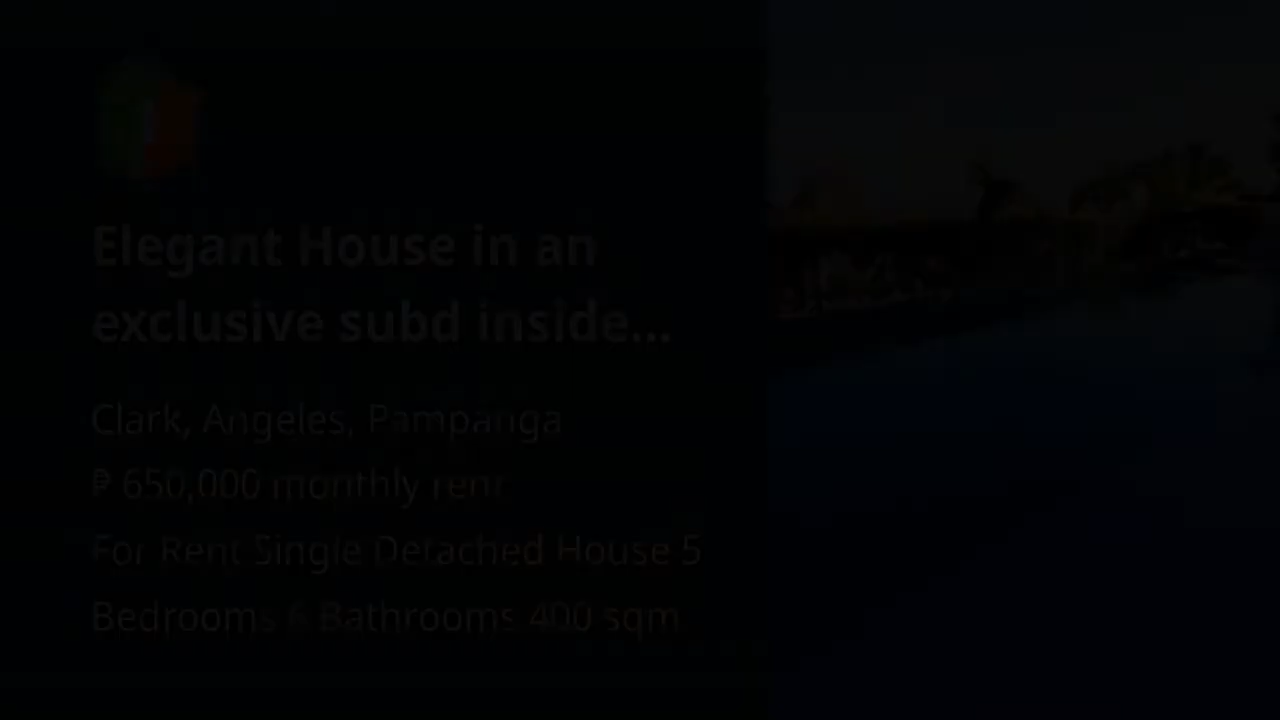 Elegant House in an
exclusive subd inside...
Clark, Angeles, Pampanga
₱ 650,000 monthly rent
For Rent Single Detached House 5
Bedrooms 6 Bathrooms 400 sqm